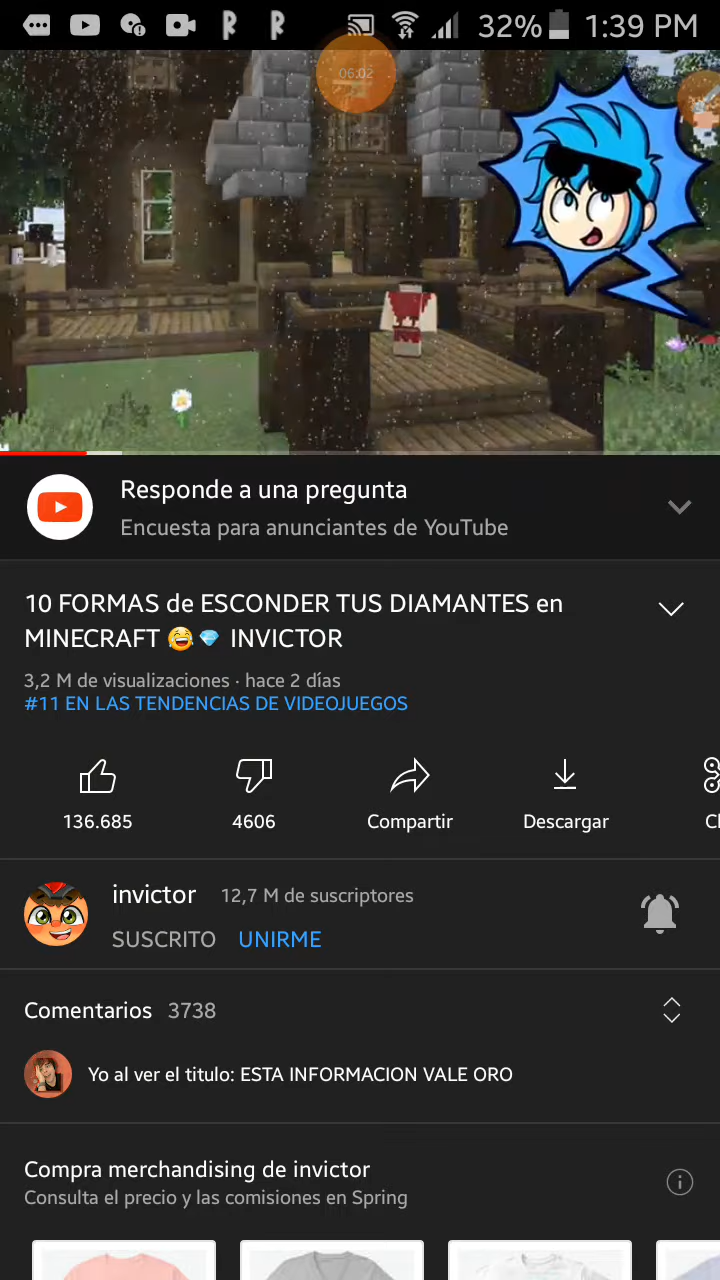 32% 1:39 PM
06:02
Responde a una pregunta
Encuesta para anunciantes de YouTube
10 FORMAS de ESCONDER TUS DIAMANTES en
MINECRAFT 😂💎 INVICTOR
3,2 M de visualizaciones · hace 2 días
#11 EN LAS TENDENCIAS DE VIDEOJUEGOS
136.685 4606 Compartir Descargar
invictor 12,7 M de suscriptores
SUSCRITO UNIRME
Comentarios 3738
Yo al ver el titulo: ESTA INFORMACION VALE ORO
Compra merchandising de invictor
Consulta el precio y las comisiones en Spring